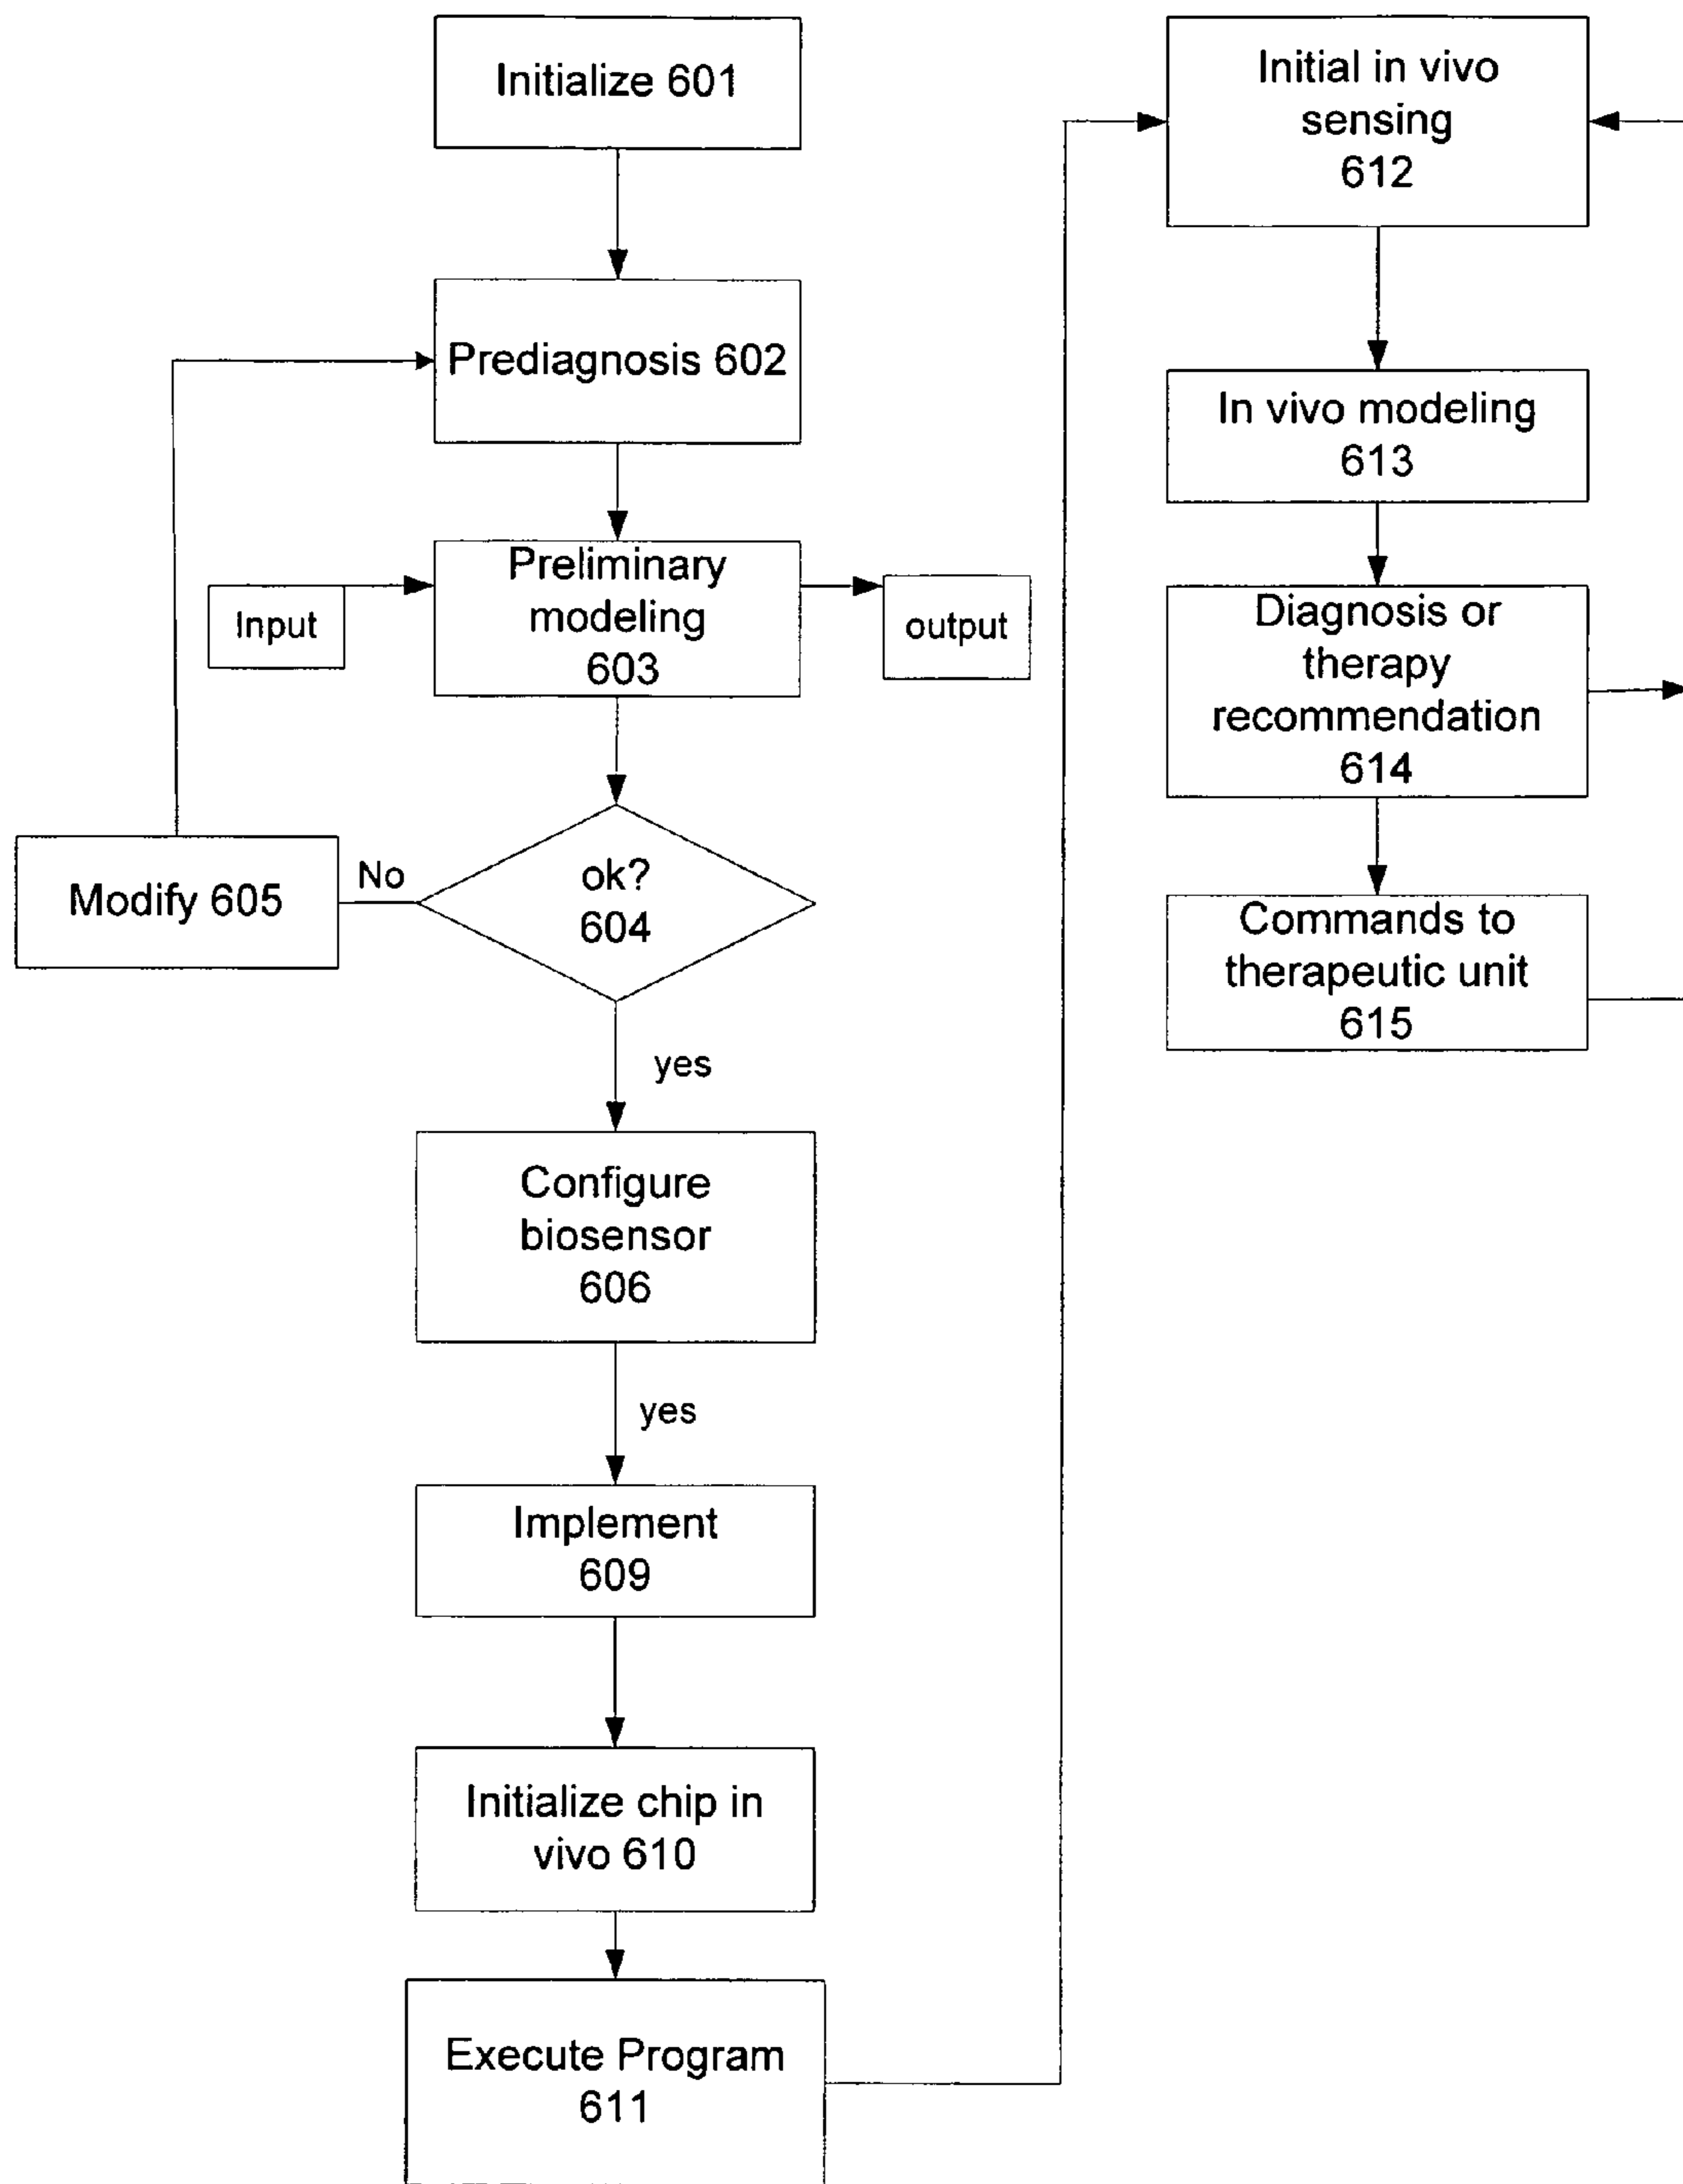 Initialize 601
Prediagnosis 602
Preliminary
modeling
603
Input
output
ok?
604
No
Modify 605
yes
Configure
biosensor
606
yes
Implement
609
Initialize chip in
vivo 610
Execute Program
611
Initial in vivo
sensing
612
In vivo modeling
613
Diagnosis or
therapy
recommendation
614
Commands to
therapeutic unit
615